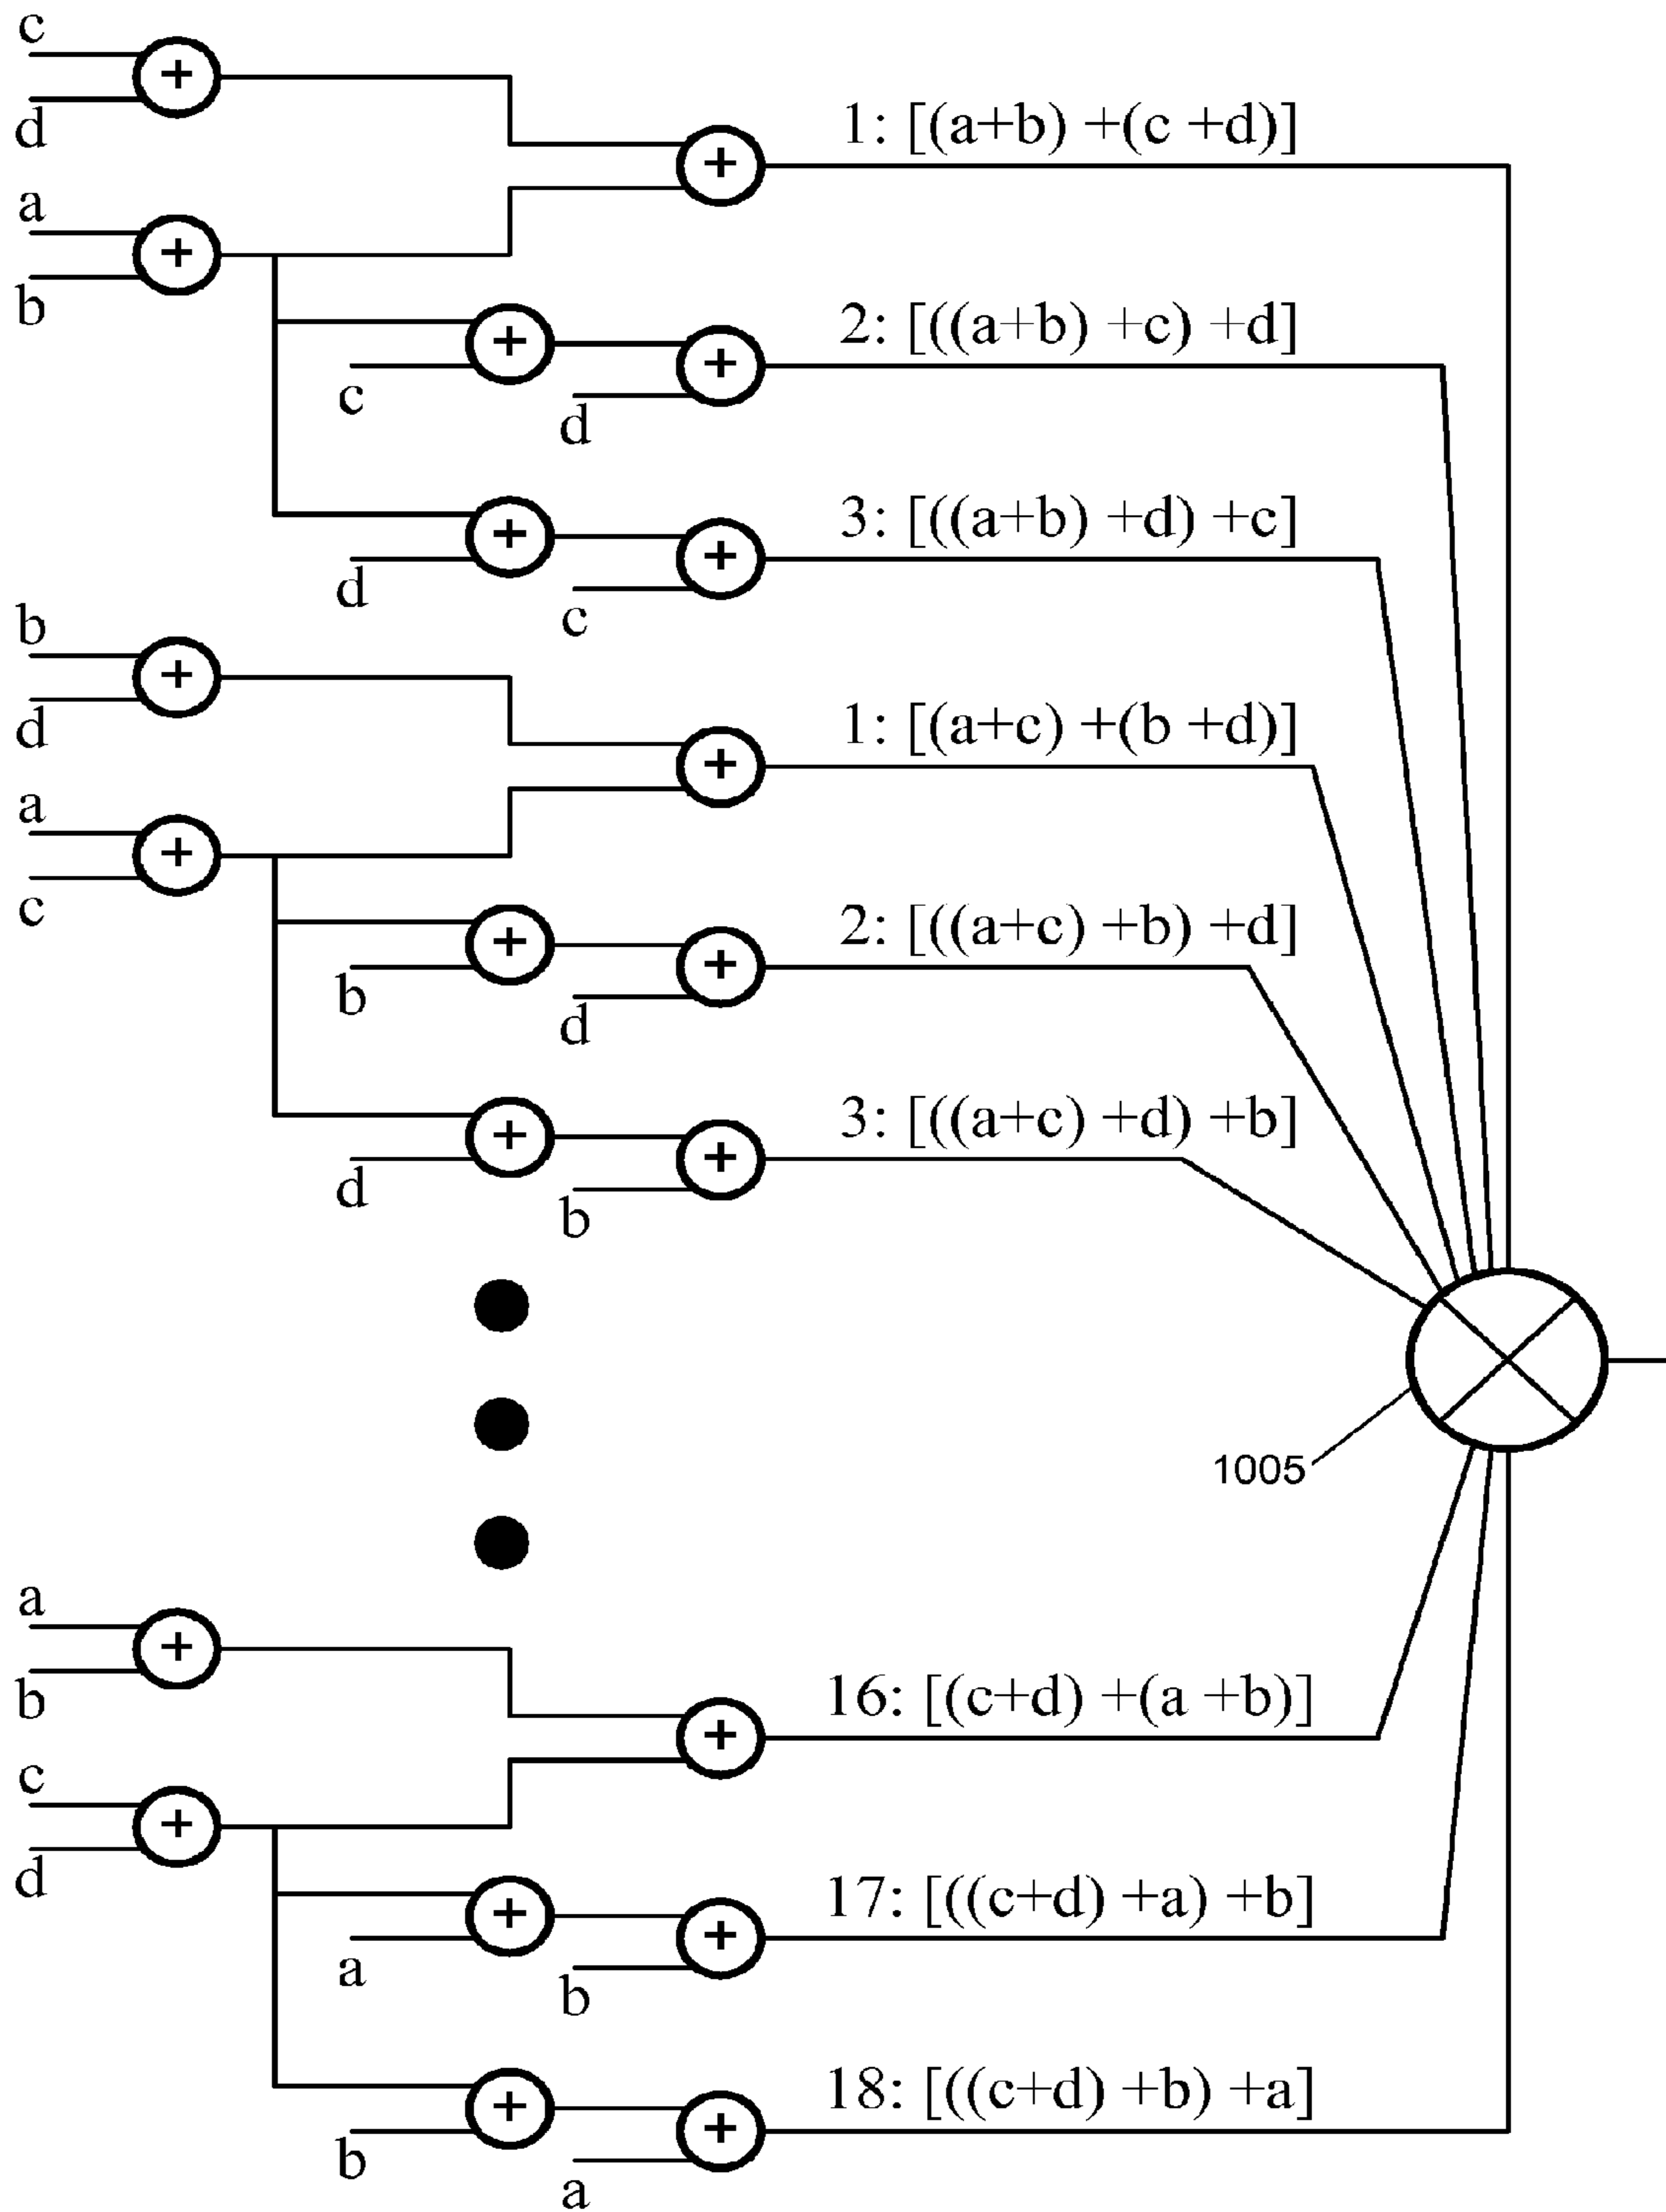 c
+
d
1: [(a+b) +(c +d)]
+
a
+
b
2: [((a+b) +c) +d]
+
+
c
d
3: [((a+b) +d) +c]
+
+
d
c
b
+
d
1: [(a+c) +(b +d)]
+
a
+
c
2: [((a+c) +b) +d]
+
+
b
d
3: [((a+c) +d) +b]
+
+
d
b
1005
a
+
b
16: [(c+d) +(a +b)]
+
c
+
d
17: [((c+d) +a) +b]
+
+
a
b
18: [((c+d) +b) +a]
+
+
b
a